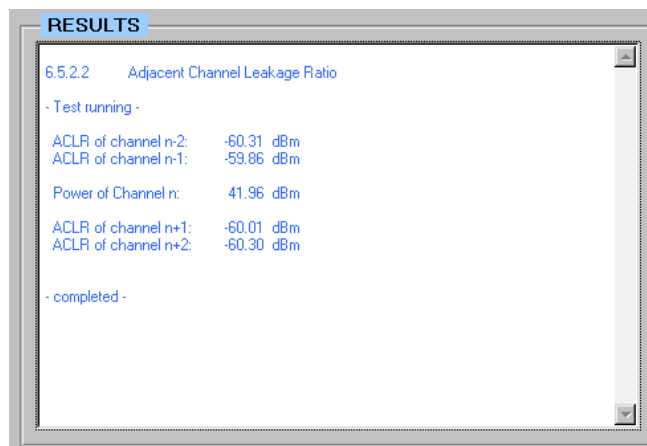 RESULTS
6.5.2.2 Adjacent Channel Leakage Ratio
- Test running -
ACLR of channel n-2: -60.31 dBm
ACLR of channel n-1: -59.86 dBm
Power of Channel n: 41.96 dBm
ACLR of channel n+1: -60.01 dBm
ACLR of channel n+2: -60.30 dBm
- completed -